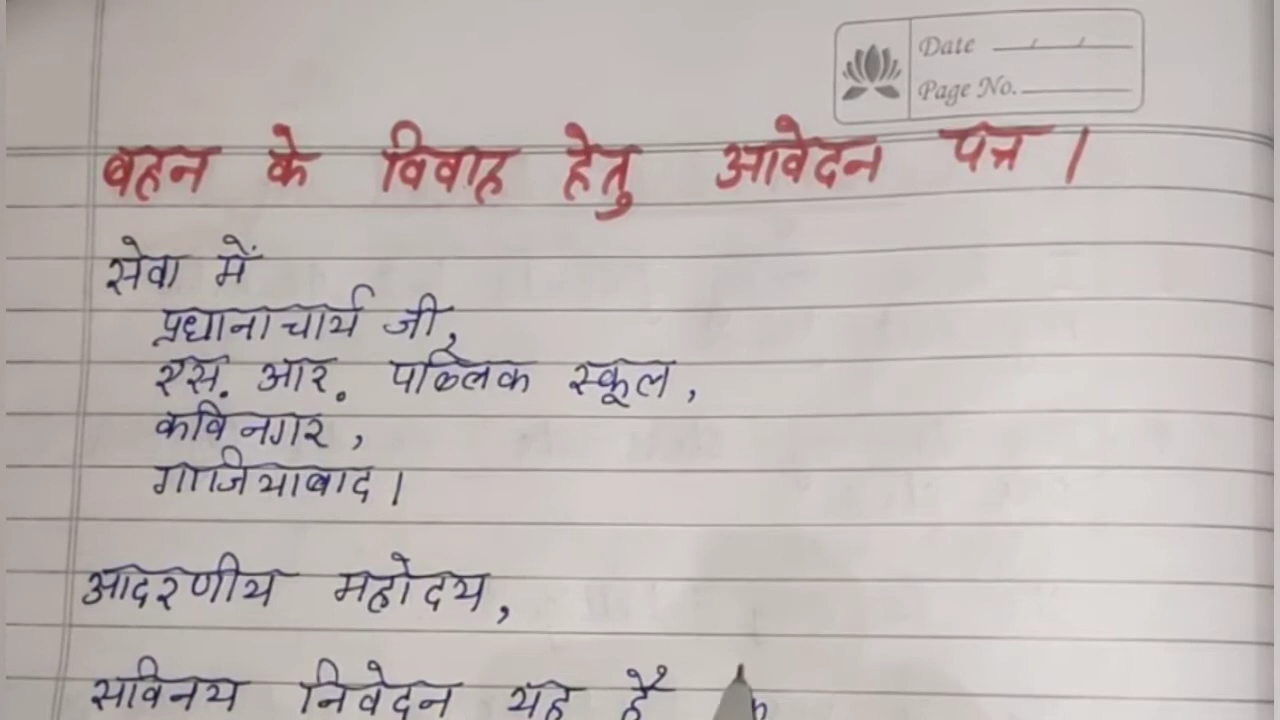 Date
Page No.
बहन के विवाह हेतु आवेदन पत्र।
सेवा में
प्रधानाचार्य जी,
एस. आर. पब्लिक स्कूल,
कविनगर,
गाजियाबाद।
आदरणीय महोदय,
सविनय निवेदन यह है